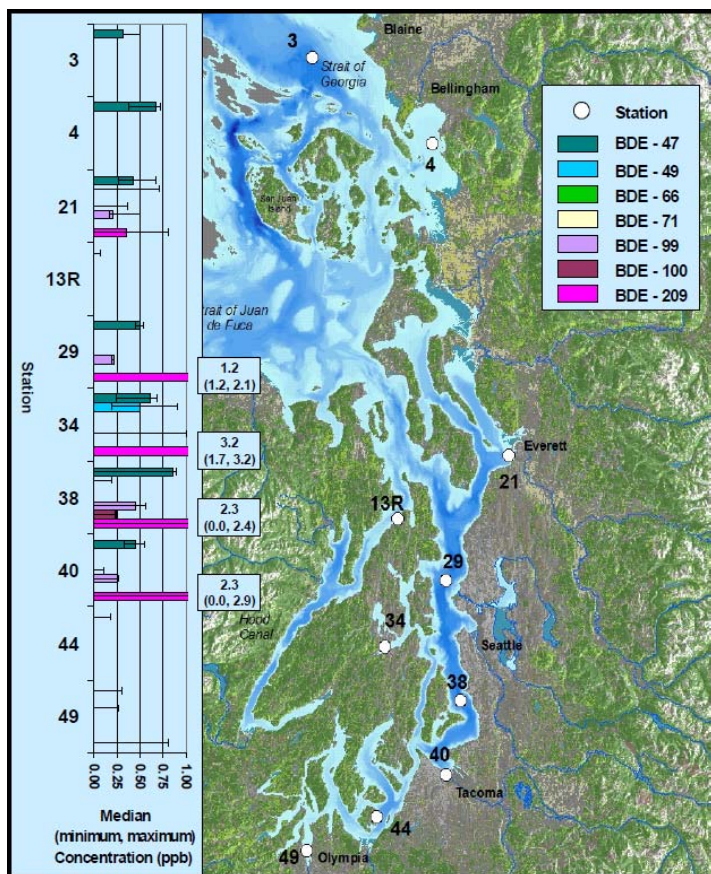 3
4
21
13R
29
34
38
40
44
49
Station
1.2
(1.2, 2.1)
3.2
(1.7, 3.2)
2.3
(0.0, 2.4)
2.3
(0.0, 2.9)
0.00
0.25
0.50
0.75
1.00
Median
(minimum, maximum)
Concentration (ppb)
Blaine
3
Strait of
Georgia
Bellingham
4
San Juan
Island
trait of Juan
de Fuca
Everett
21
13R
29
34
Hood
Canal
Seattle
38
40
Tacoma
44
49
Olympia
Station
BDE - 47
BDE - 49
BDE - 66
BDE - 71
BDE - 99
BDE - 100
BDE - 209